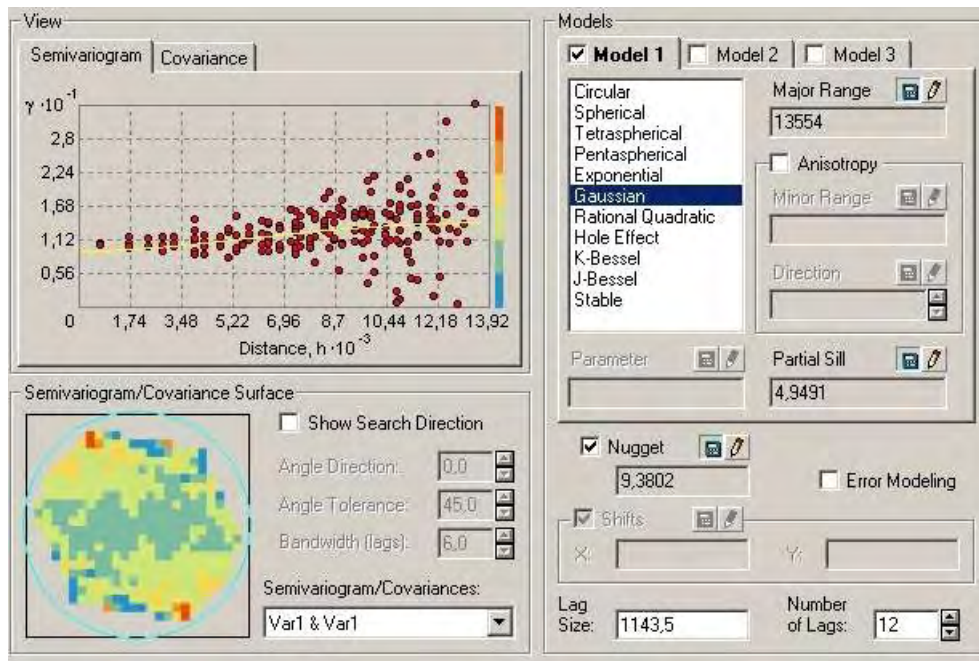 View
Semivariogram Covariance
γ ·10⁻¹
2,8
2,24
1,68
1,12
0,56
0 1,74 3,48 5,22 6,96 8,7 10,44 12,18 13,92
Distance, h ·10⁻³
Semivariogram/Covariance Surface
Show Search Direction
Angle Direction: 0,0
Angle Tolerance: 45,0
Bandwidth (lags): 6,0
Semivariogram/Covariances:
Var1 & Var1
Models
Model 1 Model 2 Model 3
Circular
Spherical
Tetraspherical
Pentaspherical
Exponential
Gaussian
Rational Quadratic
Hole Effect
K-Bessel
J-Bessel
Stable
Major Range
13554
Anisotropy
Minor Range
Direction
Parameter
Partial Sill
4,9491
Nugget
9,3802
Error Modeling
Shifts
X: Y:
Lag Size: 1143,5
Number of Lags: 12